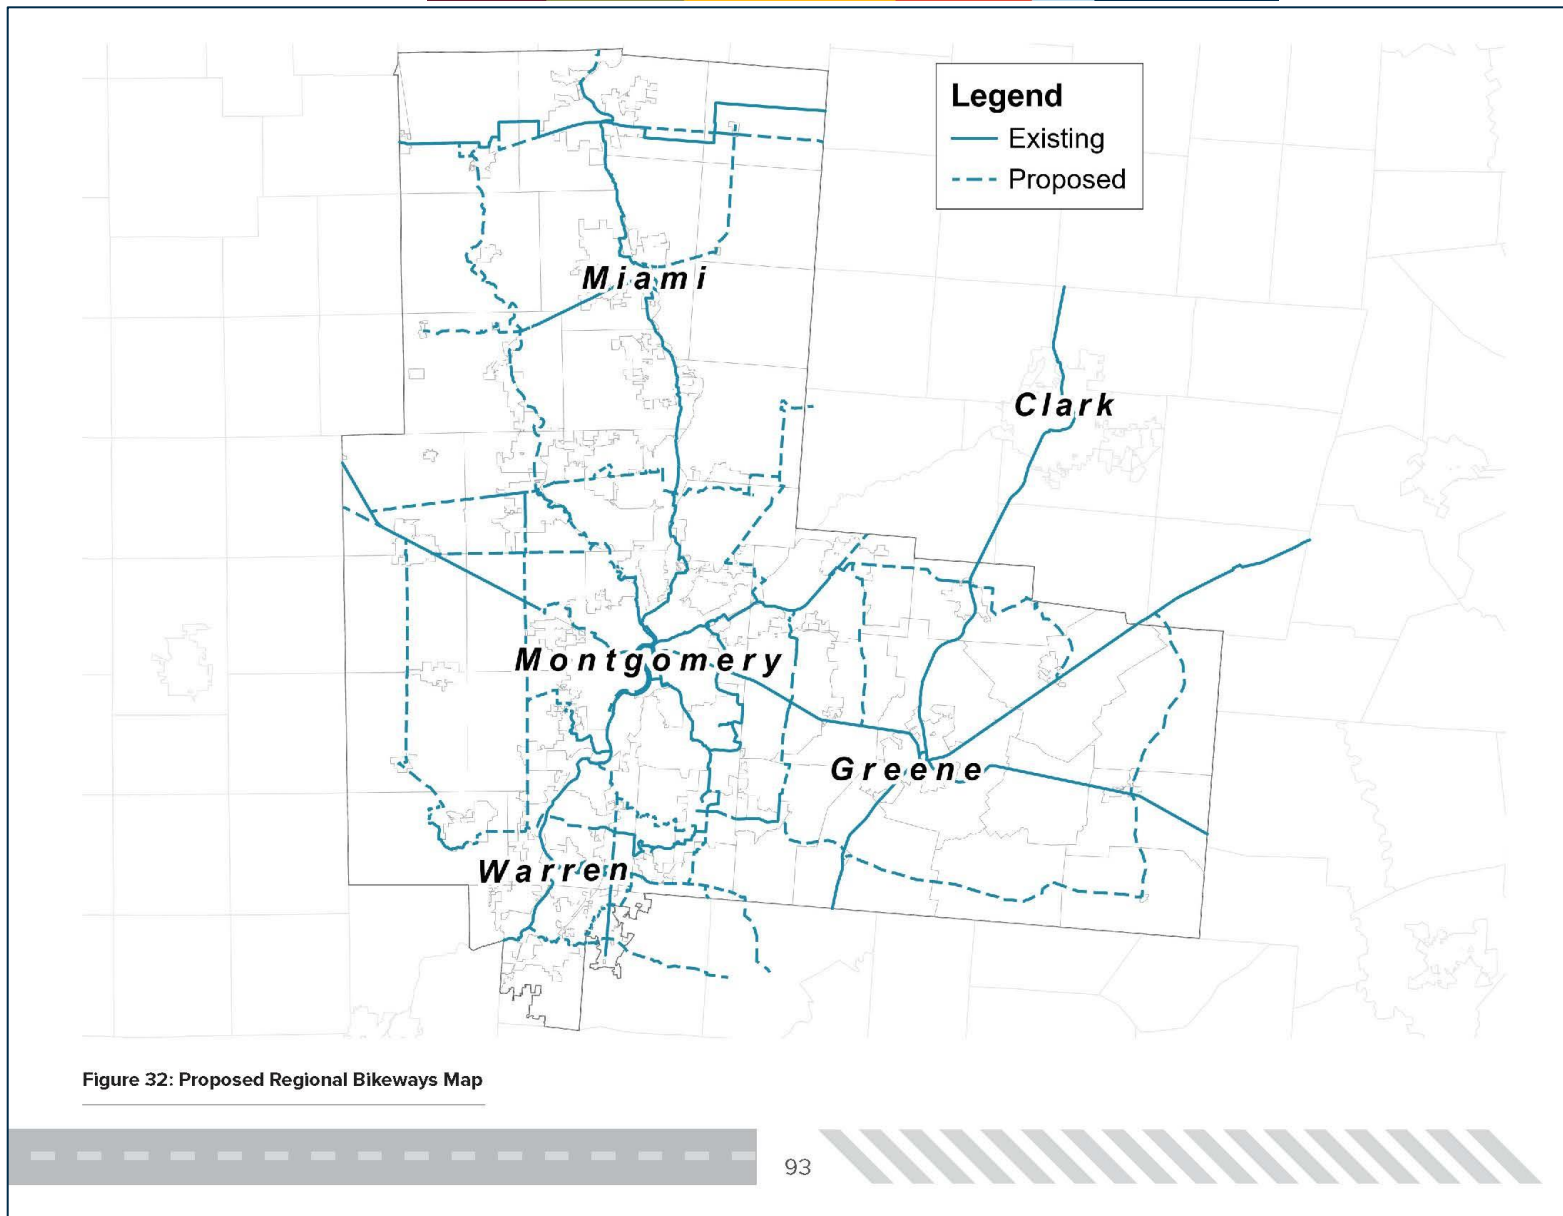 Legend
Existing
Proposed
Miami
Clark
Montgomery
Greene
Warren
Figure 32: Proposed Regional Bikeways Map
93